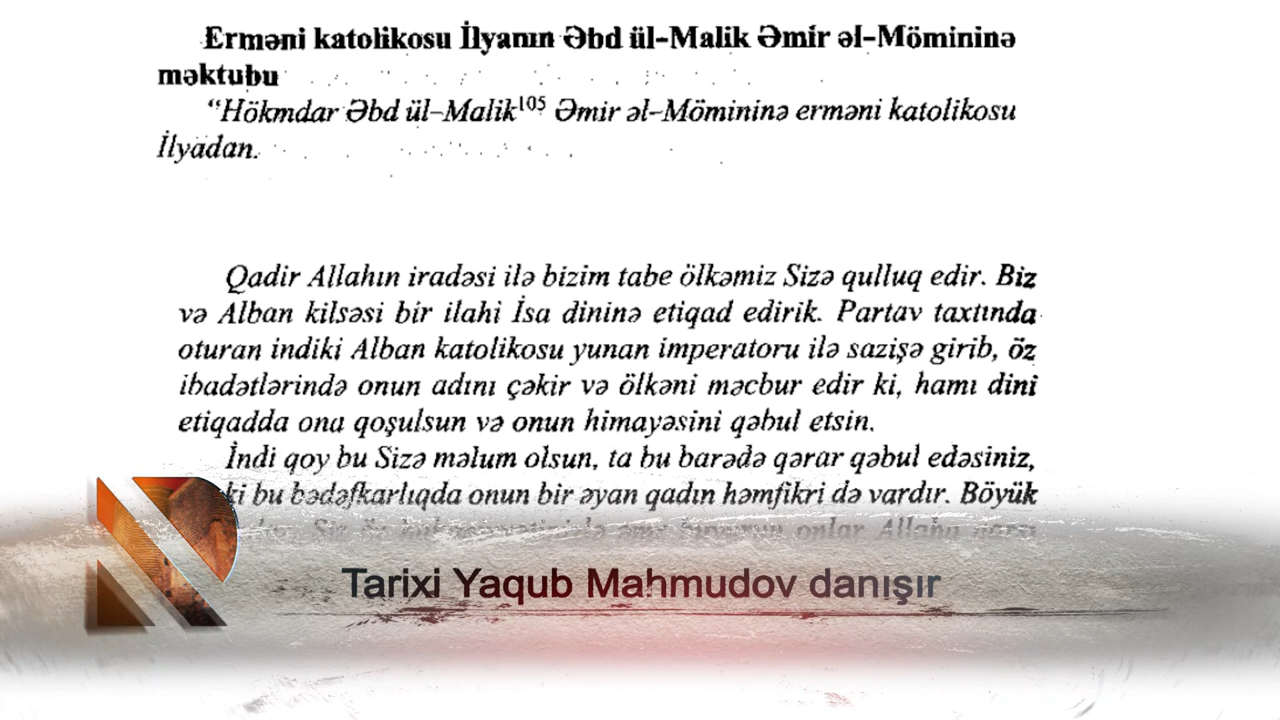 Erməni katolikosu İlyanın Əbd ül–Malik Əmir əl–Mömininə
məktubu
“Hökmdar Əbd ül–Malik¹⁰⁵ Əmir əl–Mömininə erməni katolikosu
İlyadan.
Qadir Allahın iradəsi ilə bizim tabe ölkəmiz Sizə qulluq edir. Biz
və Alban kilsəsi bir ilahi İsa dininə etiqad edirik. Partav taxtında
oturan indiki Alban katolikosu yunan imperatoru ilə sazişə girib, öz
ibadətlərində onun adını çəkir və ölkəni məcbur edir ki, hamı dini
etiqadda ona qoşulsun və onun himayəsini qəbul etsin.
İndi qoy bu Sizə məlum olsun, ta bu barədə qərar qəbul edəsiniz,
ki bu bədəfkarlıqda onun bir əyan qadın həmfikri də vardır. Böyük
Siz öz onlar Allaha qarşı
Tarixi Yaqub Mahmudov danışır